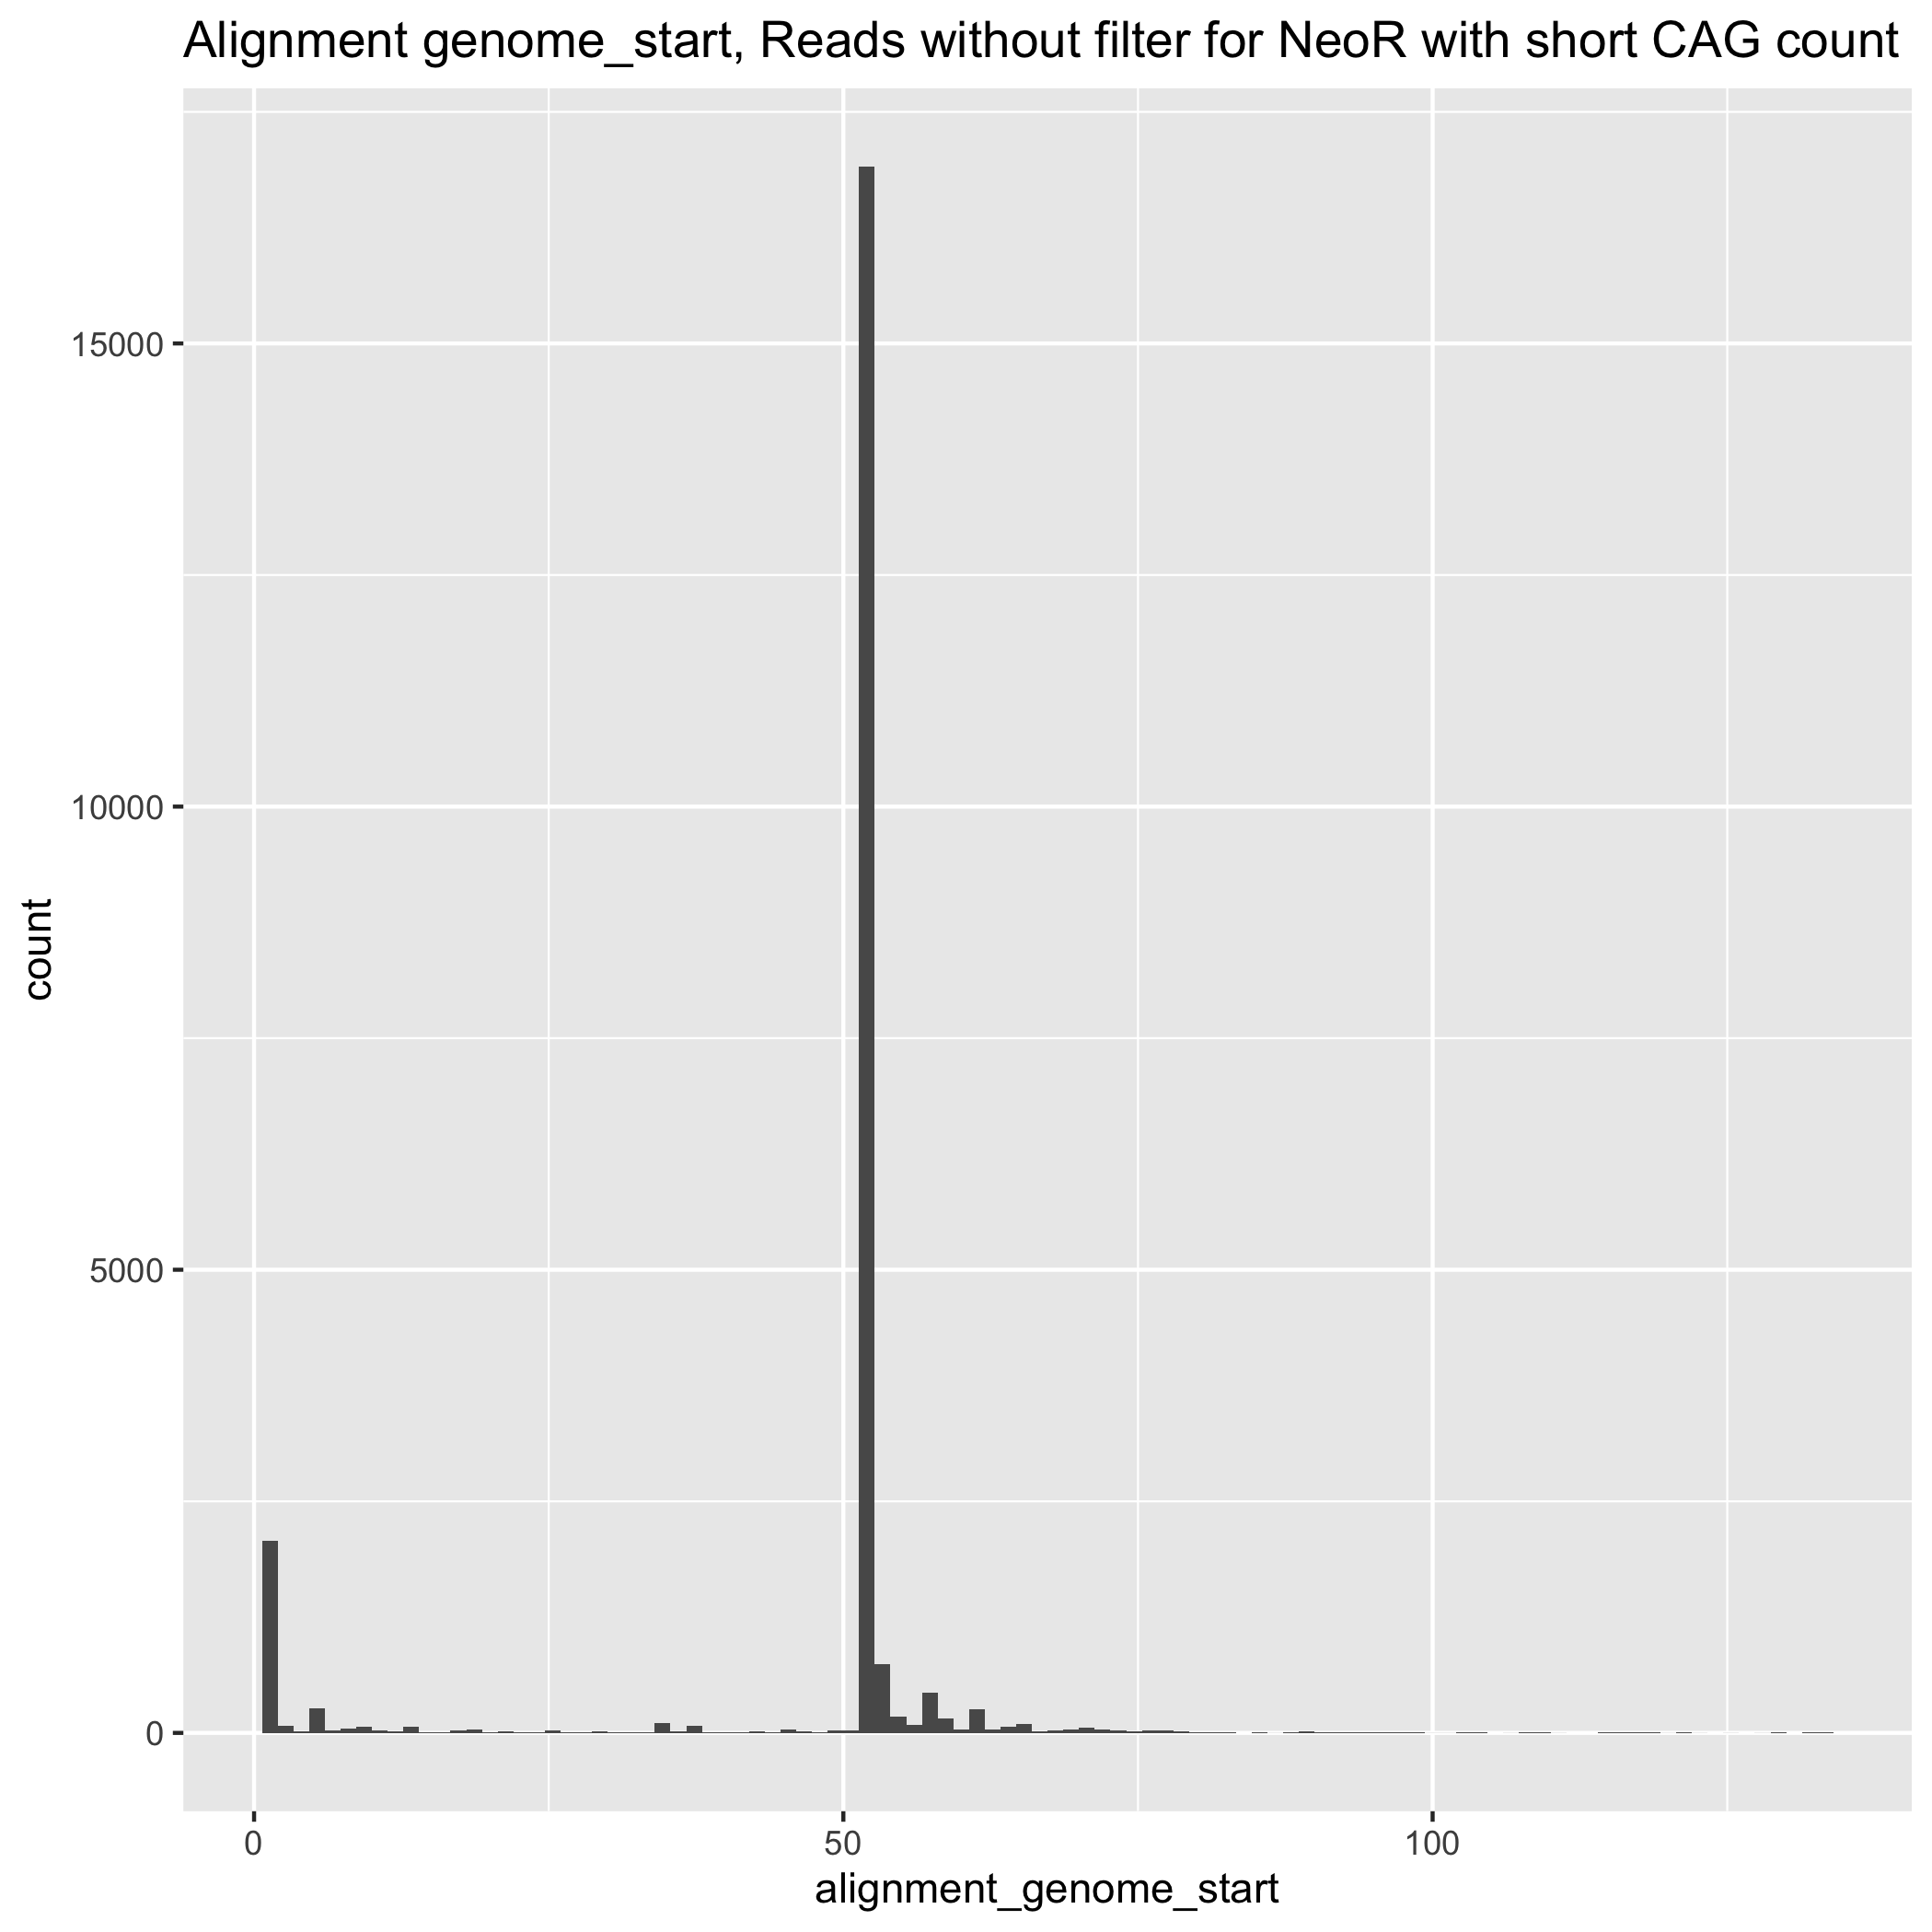 Alignment genome_start, Reads without filter for NeoR with short CAG count
15000
10000
5000
0
count
0 50 100
alignment_genome_start